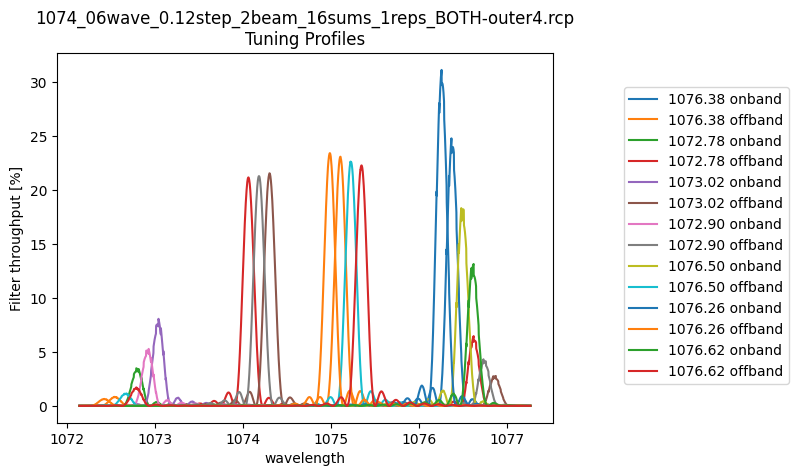 1074_06wave_0.12step_2beam_16sums_1reps_BOTH-outer4.rcp
Tuning Profiles
Filter throughput [%]
30
25
20
15
10
5
0
1072
1073
1074
1075
1076
1077
wavelength
1076.38 onband
1076.38 offband
1072.78 onband
1072.78 offband
1073.02 onband
1073.02 offband
1072.90 onband
1072.90 offband
1076.50 onband
1076.50 offband
1076.26 onband
1076.26 offband
1076.62 onband
1076.62 offband